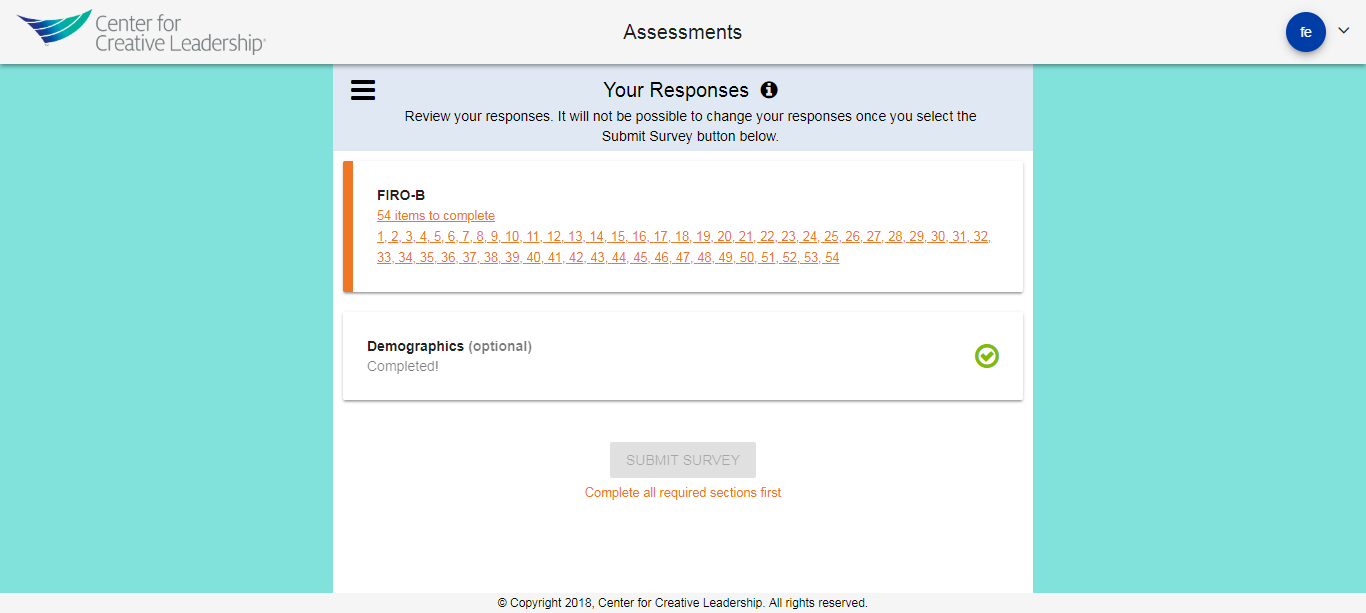 Center for
Creative Leadership®
Assessments
fe
Your Responses
Review your responses. It will not be possible to change your responses once you select the
Submit Survey button below.
FIRO-B
54 items to complete
1, 2, 3, 4, 5, 6, 7, 8, 9, 10, 11, 12, 13, 14, 15, 16, 17, 18, 19, 20, 21, 22, 23, 24, 25, 26, 27, 28, 29, 30, 31, 32,
33, 34, 35, 36, 37, 38, 39, 40, 41, 42, 43, 44, 45, 46, 47, 48, 49, 50, 51, 52, 53, 54
Demographics (optional)
Completed!
SUBMIT SURVEY
Complete all required sections first
© Copyright 2018, Center for Creative Leadership. All rights reserved.